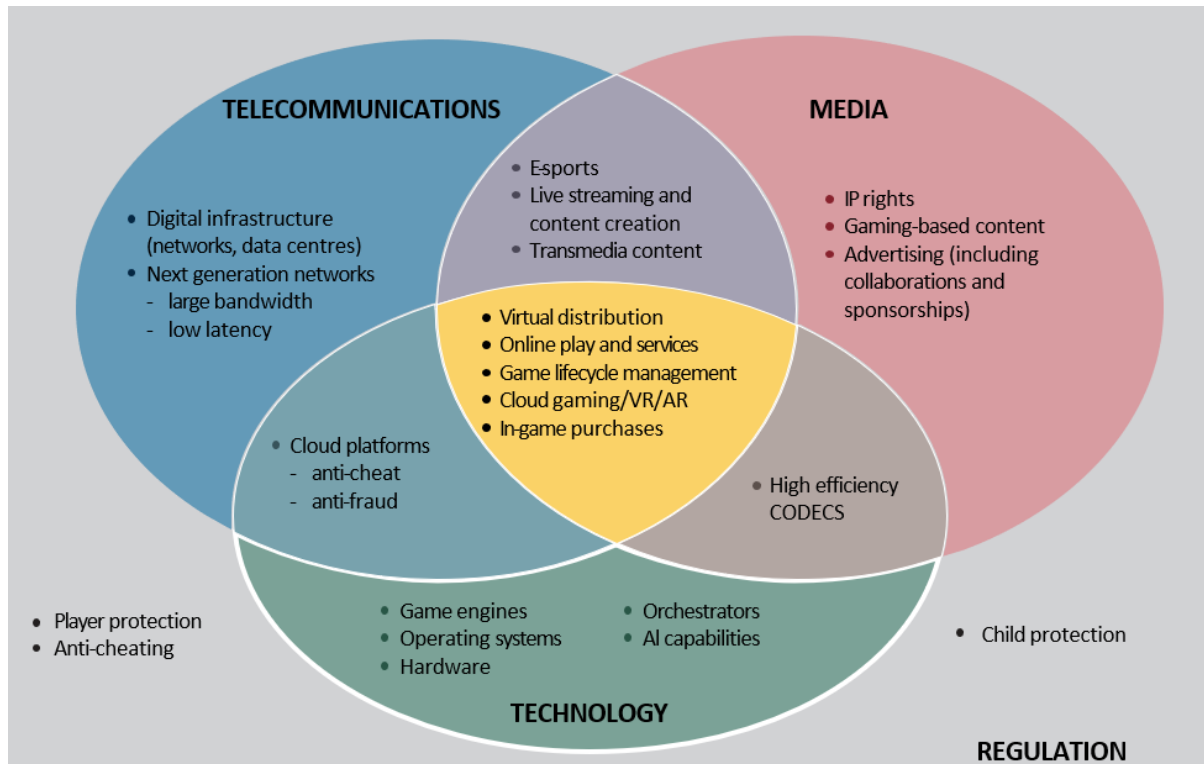 TELECOMMUNICATIONS
MEDIA
• E-sports
• Live streaming and
content creation
• Transmedia content
• Digital infrastructure
(networks, data centres)
• Next generation networks
- large bandwidth
- low latency
• IP rights
• Gaming-based content
• Advertising (including
collaborations and
sponsorships)
• Virtual distribution
• Online play and services
• Game lifecycle management
• Cloud gaming/VR/AR
• In-game purchases
• Cloud platforms
- anti-cheat
- anti-fraud
• High efficiency
CODECS
• Player protection
• Anti-cheating
• Game engines
• Operating systems
• Hardware
• Orchestrators
• AI capabilities
• Child protection
TECHNOLOGY
REGULATION